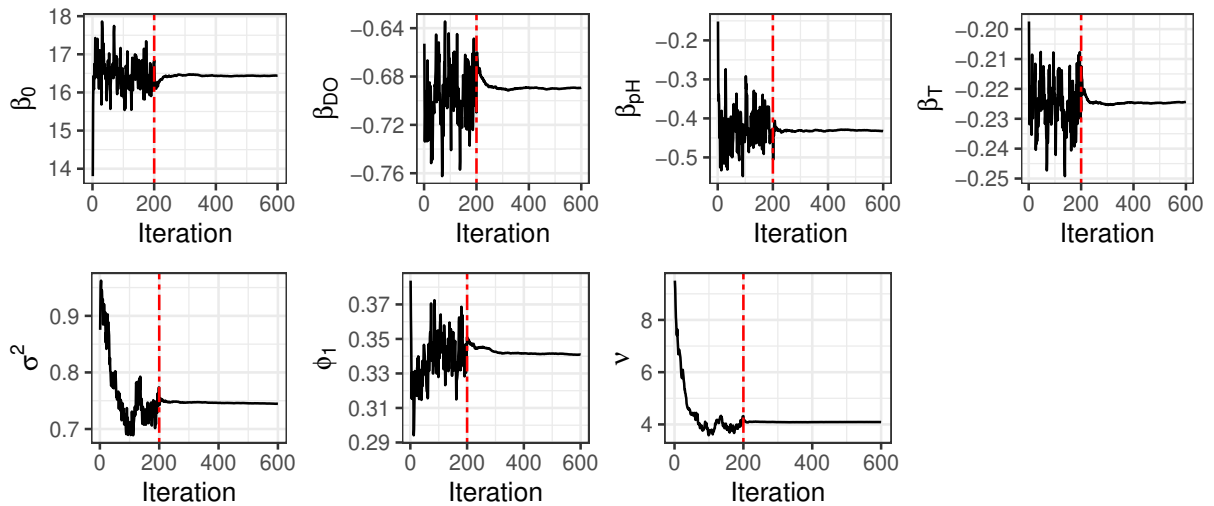 18
17
16
15
14
β0
0 200 400 600
Iteration
−0.64
−0.68
−0.72
−0.76
βDO
0 200 400 600
Iteration
−0.2
−0.3
−0.4
−0.5
βpH
0 200 400 600
Iteration
−0.20
−0.21
−0.22
−0.23
−0.24
−0.25
βT
0 200 400 600
Iteration
0.9
0.8
0.7
σ²
0 200 400 600
Iteration
0.37
0.35
0.33
0.31
0.29
ϕ1
0 200 400 600
Iteration
8
6
4
ν
0 200 400 600
Iteration